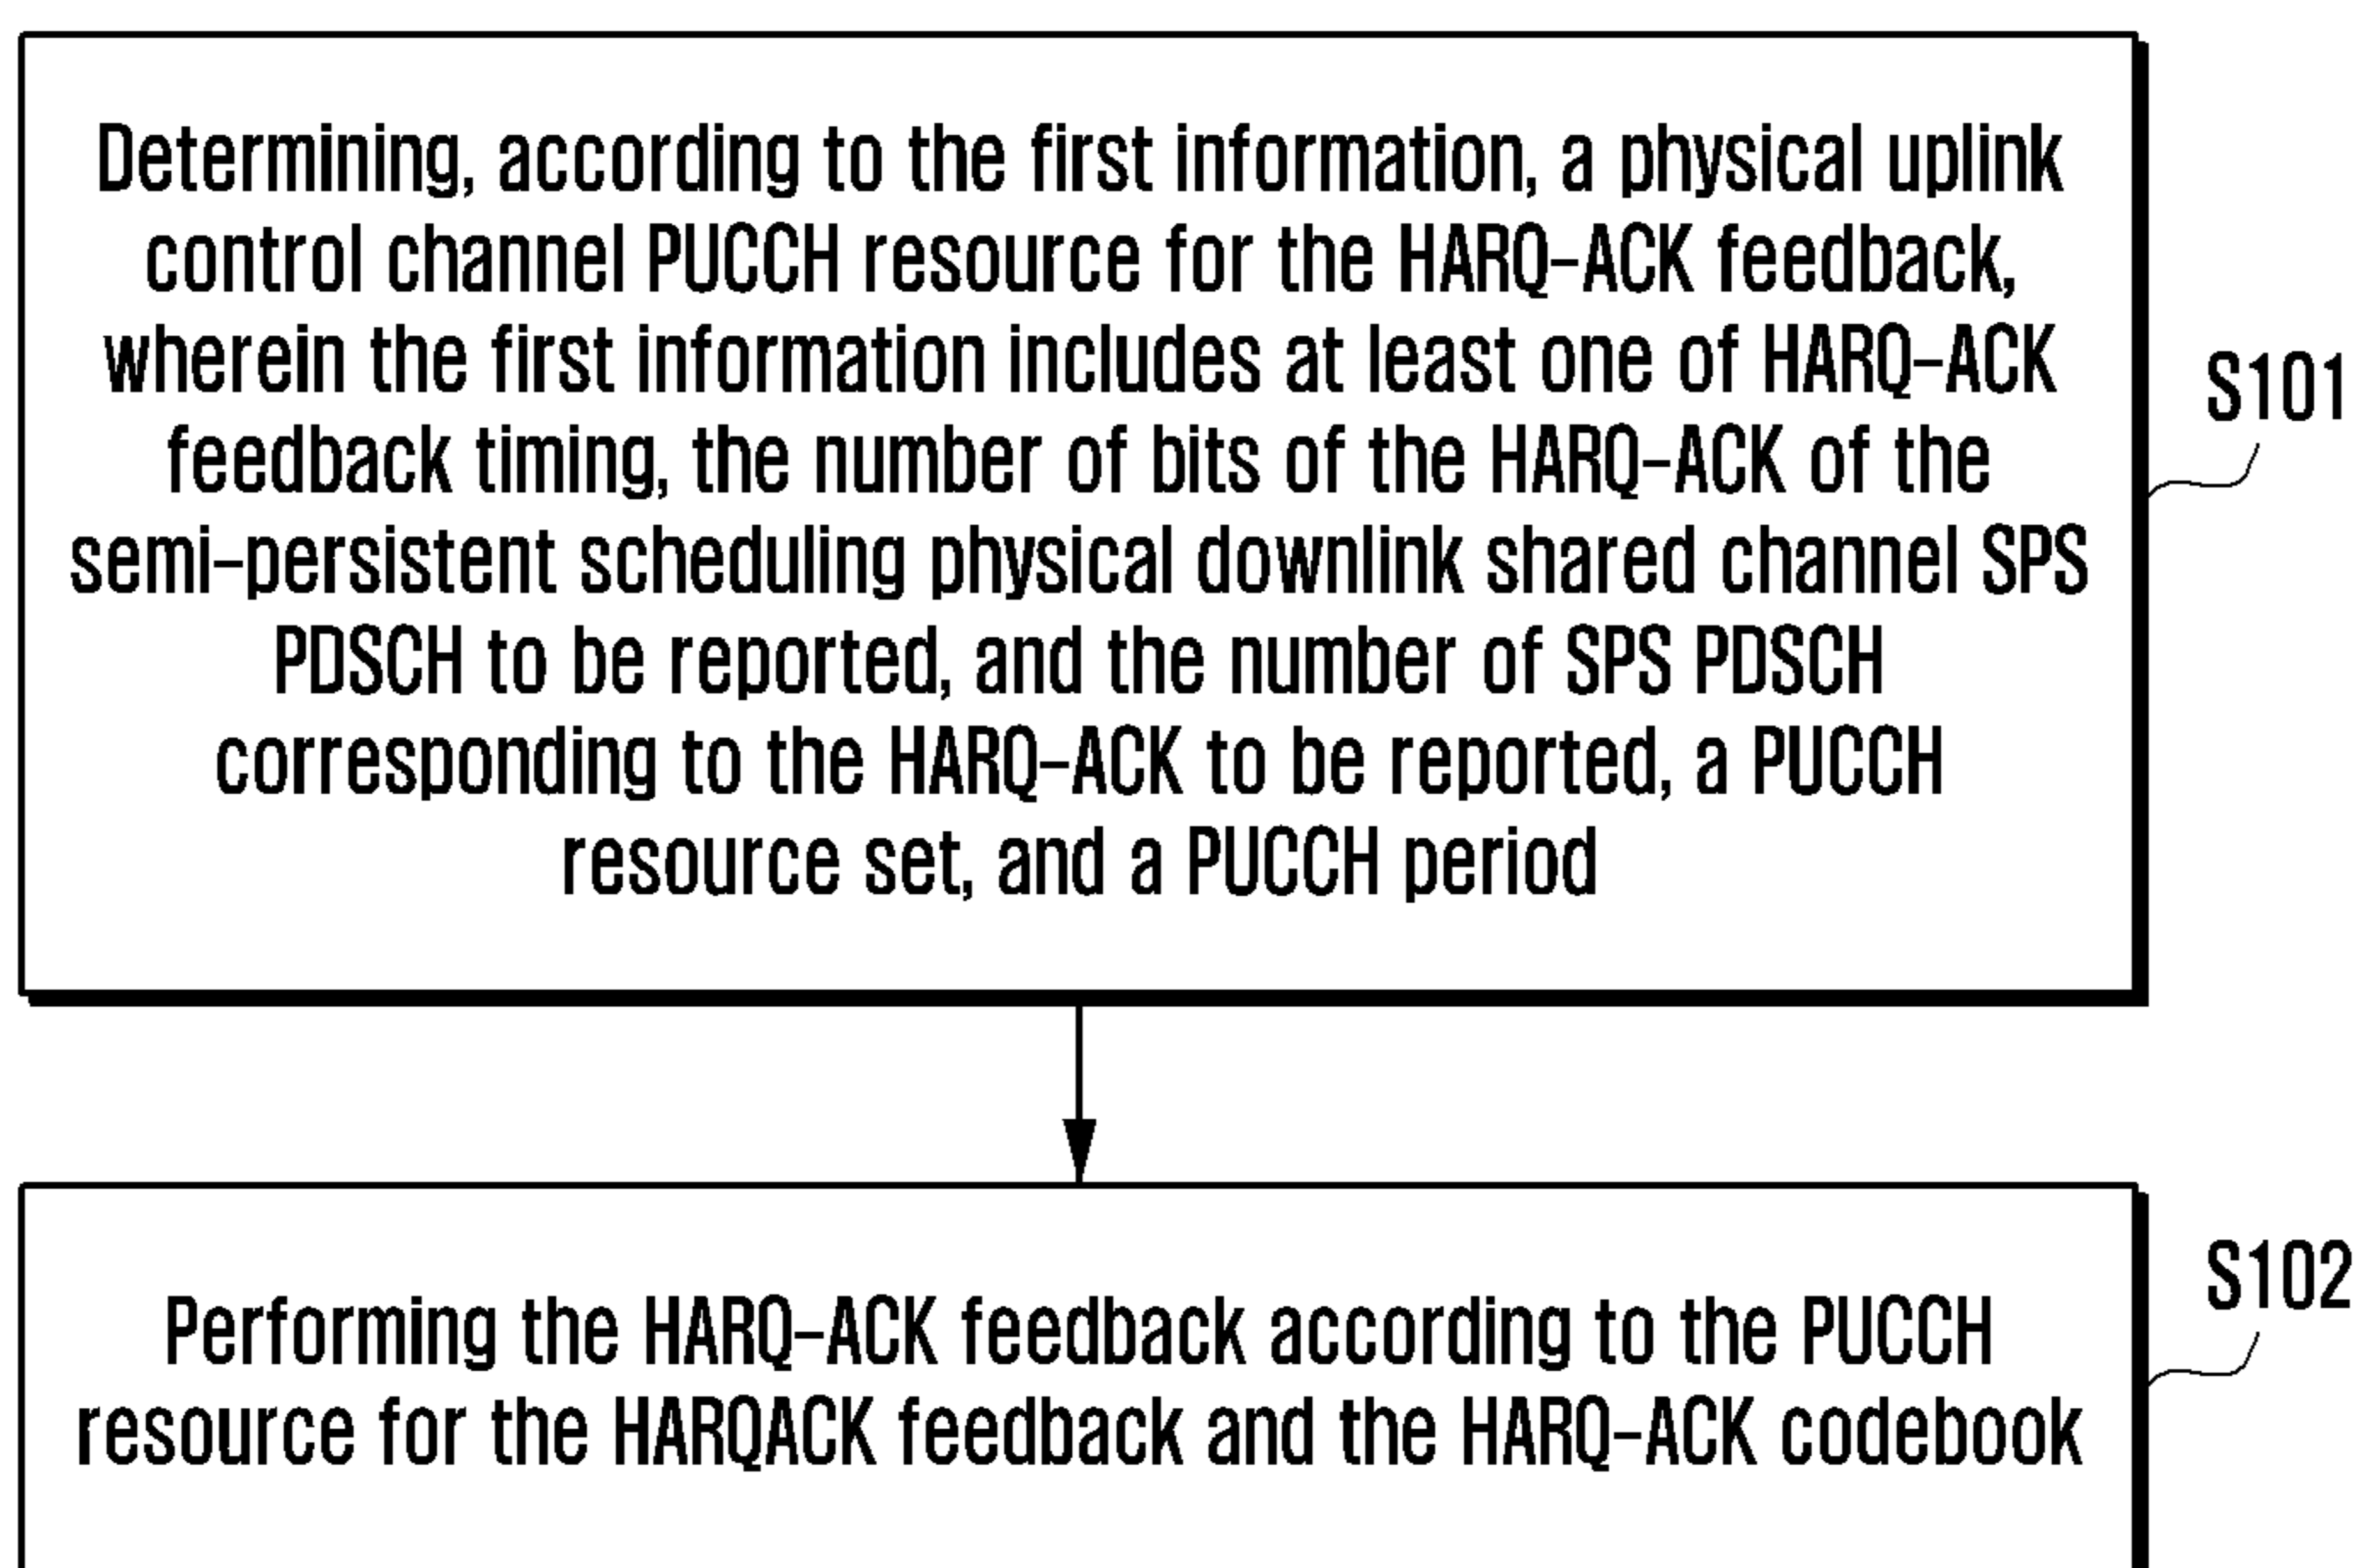 Determining, according to the first information, a physical uplink
control channel PUCCH resource for the HARQ-ACK feedback,
wherein the first information includes at least one of HARQ-ACK
feedback timing, the number of bits of the HARQ-ACK of the
semi-persistent scheduling physical downlink shared channel SPS
PDSCH to be reported, and the number of SPS PDSCH
corresponding to the HARQ-ACK to be reported, a PUCCH
resource set, and a PUCCH period
S101
Performing the HARQ-ACK feedback according to the PUCCH
resource for the HARQACK feedback and the HARQ-ACK codebook
S102